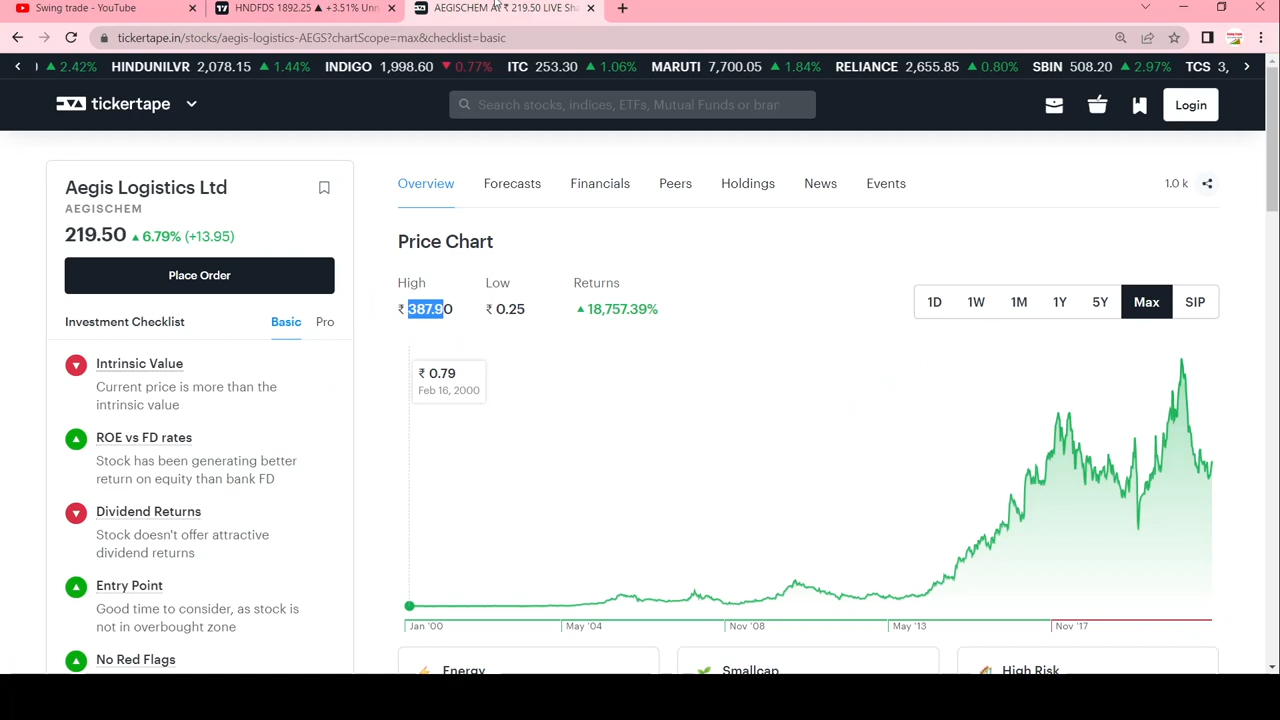 Swing trade - YouTube
HNDFDS 1892.25 ▲ +3.51% Unn
AEGISCHEM At ₹ 219.50 LIVE Sha
tickertape.in/stocks/aegis-logistics-AEGS?chartScope=max&checklist=basic
▲ 2.42% HINDUNILVR 2,078.15 ▲ 1.44% INDIGO 1,998.60 ▼ 0.77% ITC 253.30 ▲ 1.06% MARUTI 7,700.05 ▲ 1.84% RELIANCE 2,655.85 ▲ 0.80% SBIN 508.20 ▲ 2.97% TCS 3,
tickertape
Search stocks, indices, ETFs, Mutual Funds or bran
Login
Aegis Logistics Ltd
AEGISCHEM
219.50 ▲ 6.79% (+13.95)
Place Order
Investment Checklist Basic Pro
Intrinsic Value
Current price is more than the
intrinsic value
ROE vs FD rates
Stock has been generating better
return on equity than bank FD
Dividend Returns
Stock doesn't offer attractive
dividend returns
Entry Point
Good time to consider, as stock is
not in overbought zone
No Red Flags
Overview Forecasts Financials Peers Holdings News Events 1.0 k
Price Chart
High Low Returns
₹ 387.90 ₹ 0.25 ▲ 18,757.39%
1D 1W 1M 1Y 5Y Max SIP
₹ 0.79
Feb 16, 2000
Jan '00 May '04 Nov '08 May '13 Nov '17
Energy Smallcap High Risk